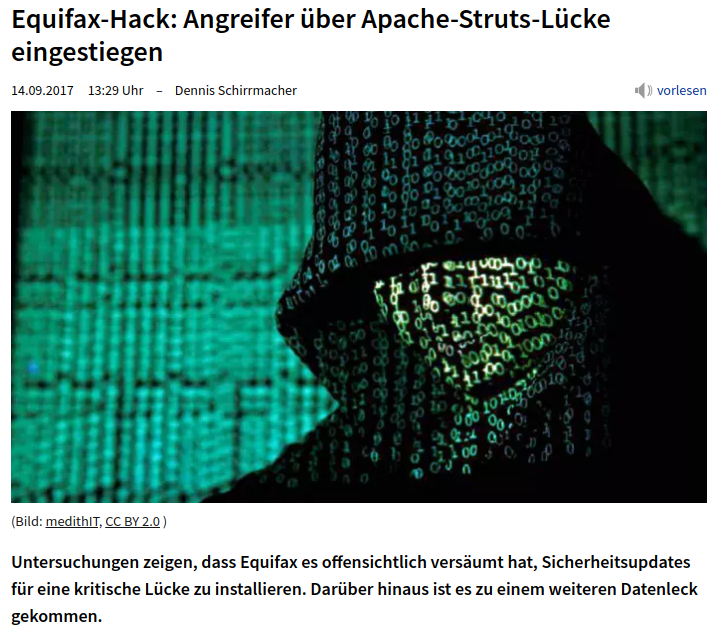 Equifax-Hack: Angreifer über Apache-Struts-Lücke
eingestiegen
14.09.2017 13:29 Uhr – Dennis Schirrmacher
vorlesen
(Bild: medithIT, CC BY 2.0 )
Untersuchungen zeigen, dass Equifax es offensichtlich versäumt hat, Sicherheitsupdates
für eine kritische Lücke zu installieren. Darüber hinaus ist es zu einem weiteren Datenleck
gekommen.